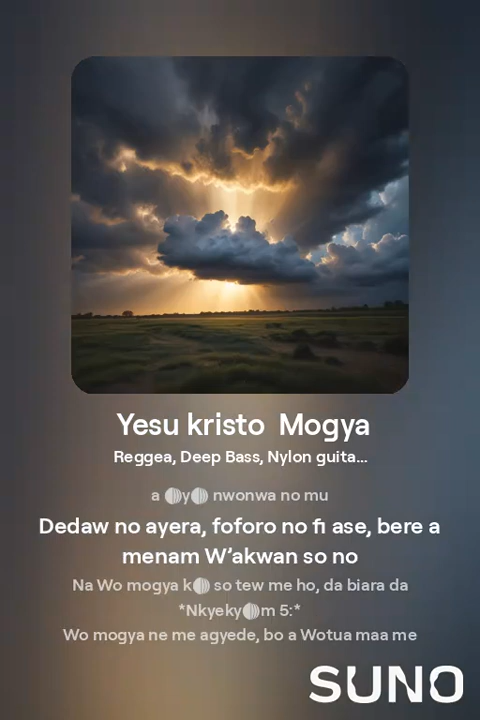 Yesu kristo Mogya
Reggea, Deep Bass, Nylon guita...
a nwonwa no mu
Dedaw no ayera, foforo no fi ase, bere a
menam W’akwan so no
Na Wo mogya so tew me ho, da biara da
5:*
Wo mogya ne me agyede, bo a Wotua maa me
SUNO